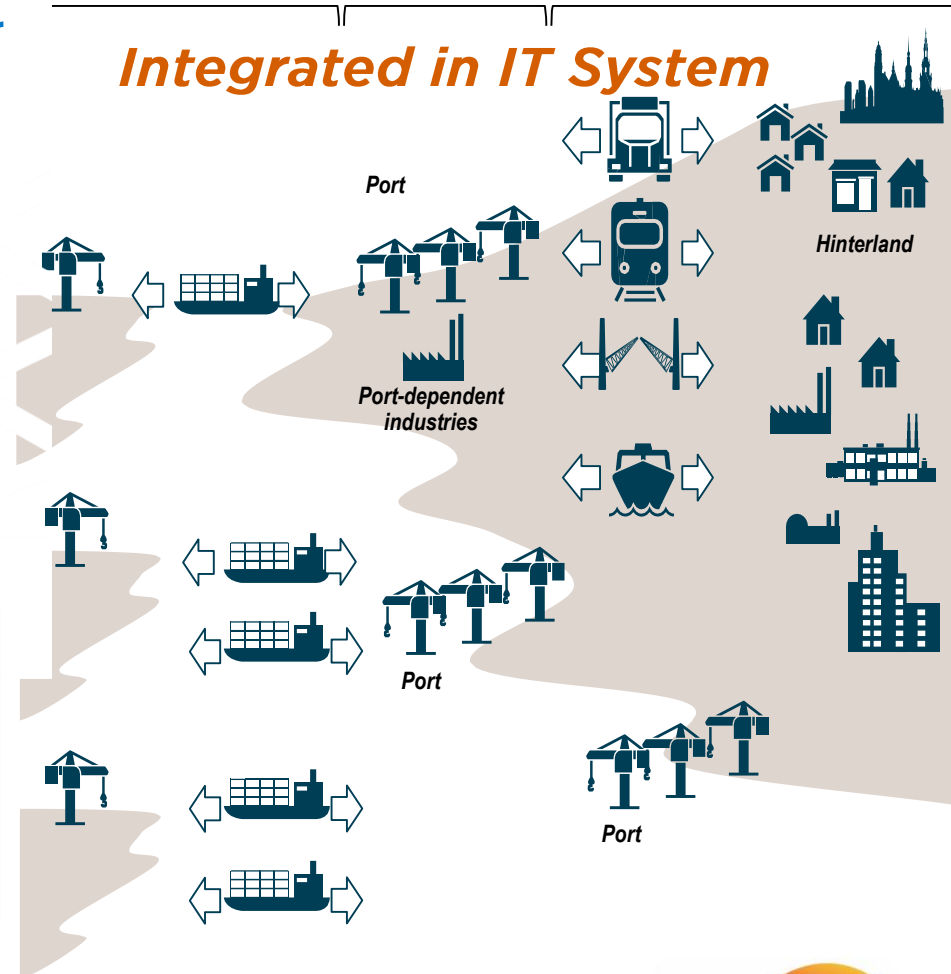 Integrated in IT System
Port
Hinterland
Port-dependent
industries
Port
Port